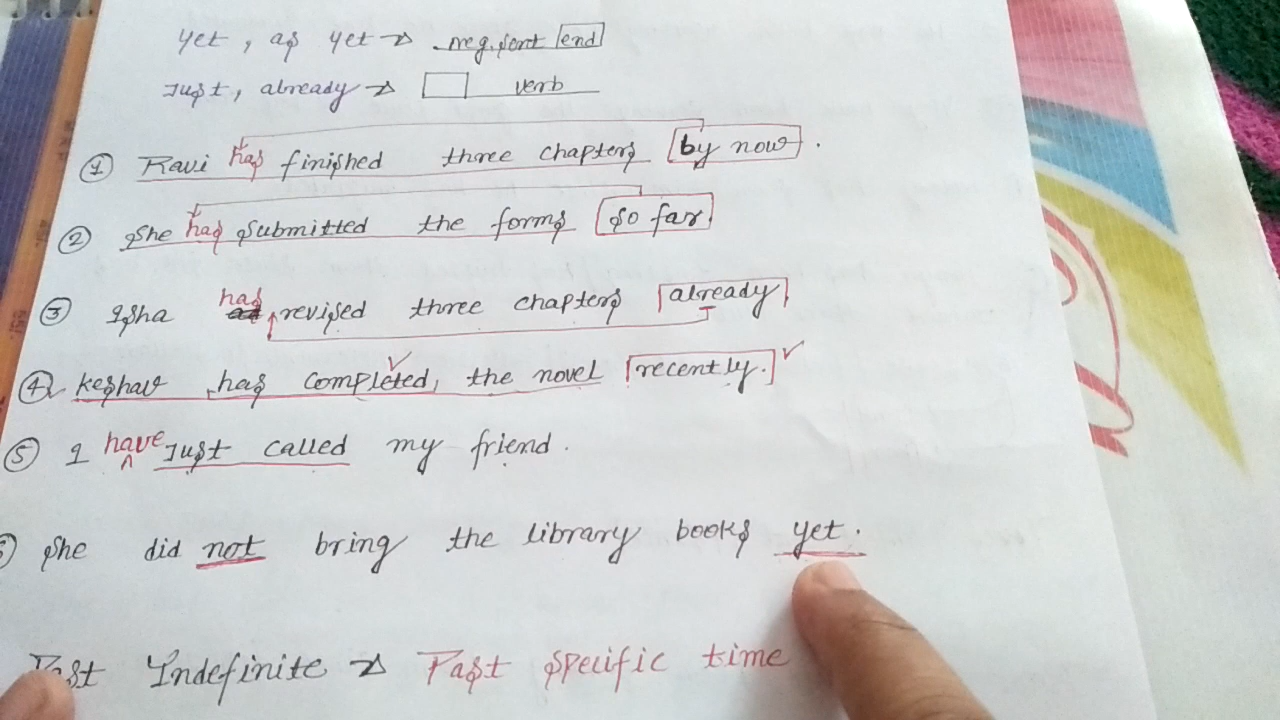 yet, as yet → neg. sent end
Just, already → verb
① Ravi has finished three chapters by now.
② She has submitted the forms so far
③ Isha has revised three chapters already
④ Keshav has completed, the novel recently.
⑤ I have Just called my friend.
She did not bring the library books yet.
Past Indefinite → Past specific time